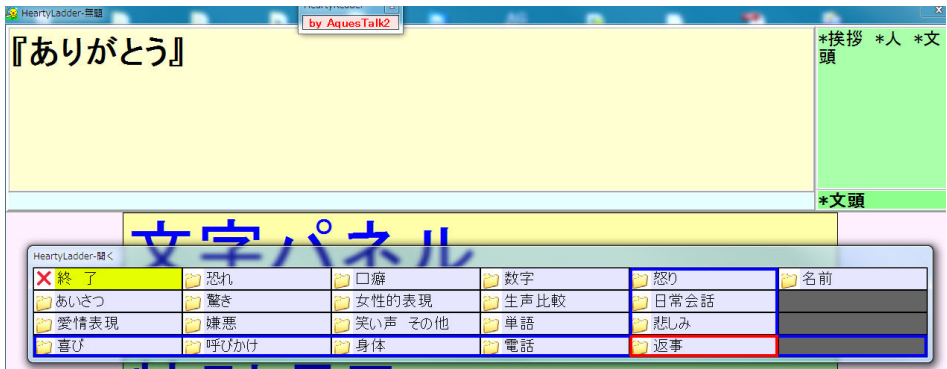 HeartyLadder-無題
by AquesTalk2
『ありがとう』
*挨拶 *人 *文
頭
*文頭
文字パネル
HeartyLadder-開く
終 了 恐れ 口癖 数字 怒り 名前
あいさつ 驚き 女性的表現 生声比較 日常会話
愛情表現 嫌悪 笑い声 その他 単語 悲しみ
喜び 呼びかけ 身体 電話 返事